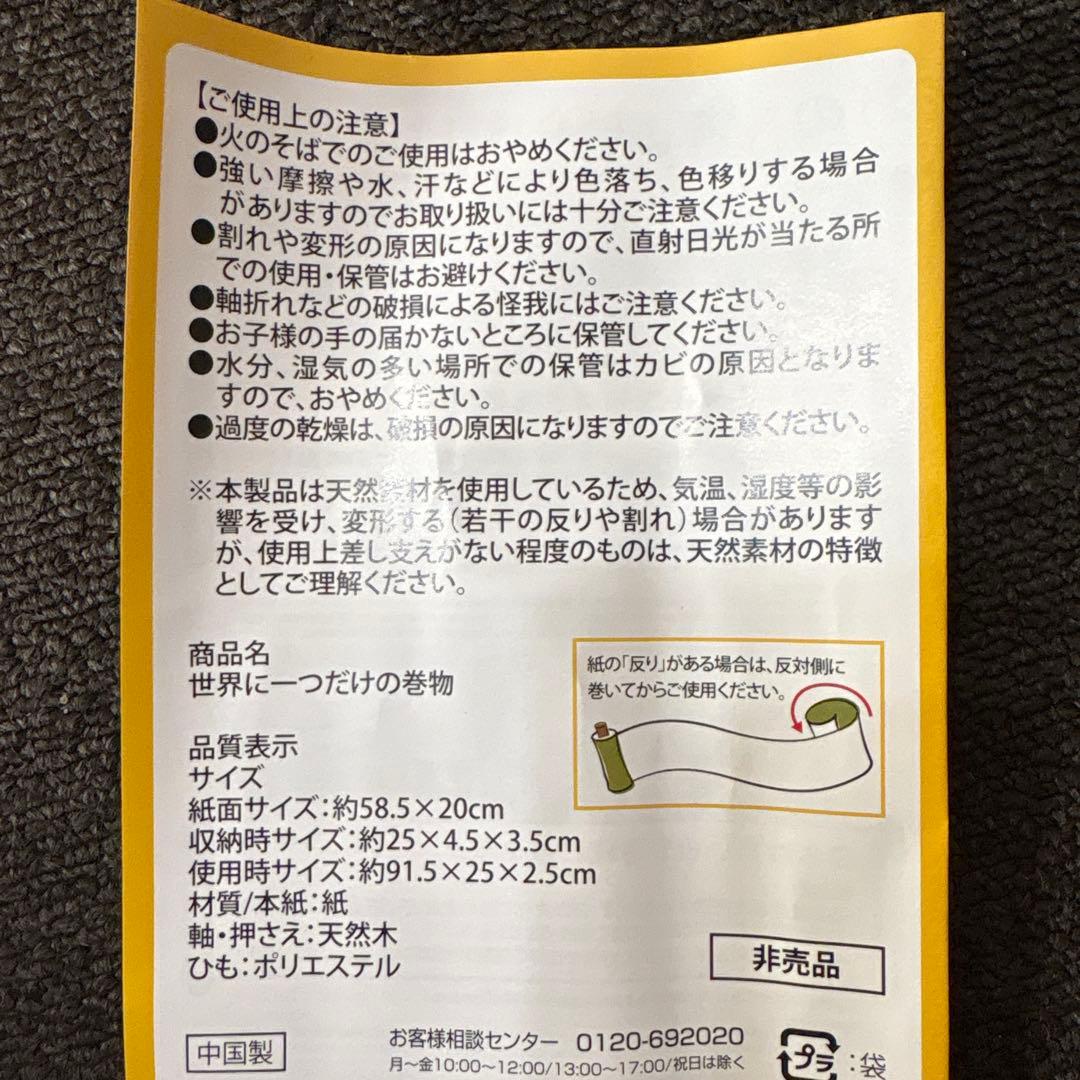 【ご使用上の注意】
●火のそばでのご使用はおやめください。
●強い摩擦や水、汗などにより色落ち、色移りする場合
がありますのでお取り扱いには十分ご注意ください。
●割れや変形の原因になりますので、直射日光が当たる所
での使用・保管はお避けください。
●軸折れなどの破損による怪我にはご注意ください。
●お子様の手の届かないところに保管してください。
●水分、湿気の多い場所での保管はカビの原因となりま
すので、おやめください。
●過度の乾燥は、破損の原因になりますのでご注意ください。
※本製品は天然素材を使用しているため、気温、湿度等の影
響を受け、変形する（若干の反りや割れ）場合があります
が、使用上差し支えがない程度のものは、天然素材の特徴
としてご理解ください。
商品名
世界に一つだけの巻物
紙の「反り」がある場合は、反対側に
巻いてからご使用ください。
品質表示
サイズ
紙面サイズ：約58.5×20cm
収納時サイズ：約25×4.5×3.5cm
使用時サイズ：約91.5×25×2.5cm
材質/本紙：紙
軸・押さえ：天然木
ひも：ポリエステル
非売品
中国製
お客様相談センター 0120-692020
月〜金10:00〜12:00/13:00〜17:00/祝日は除く
プラ：袋